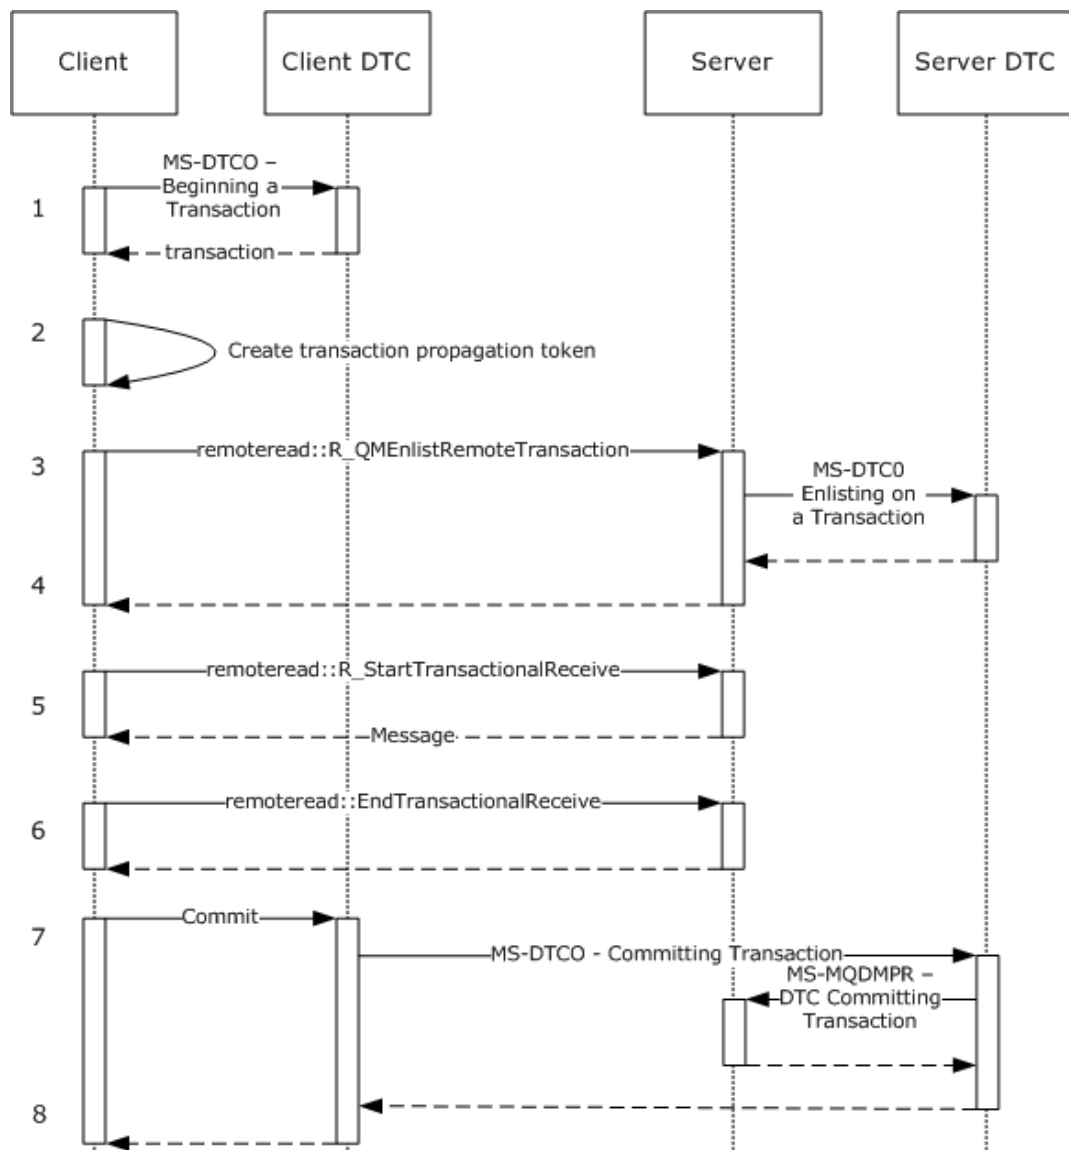 Client
Client DTC
Server
Server DTC
MS-DTCO –
Beginning a
Transaction
1
transaction
2
Create transaction propagation token
remoteread::R_QMEnlistRemoteTransaction
3
MS-DTC0
Enlisting on
a Transaction
4
remoteread::R_StartTransactionalReceive
5
Message
remoteread::EndTransactionalReceive
6
Commit
7
MS-DTCO - Committing Transaction
MS-MQDMPR –
DTC Committing
Transaction
8